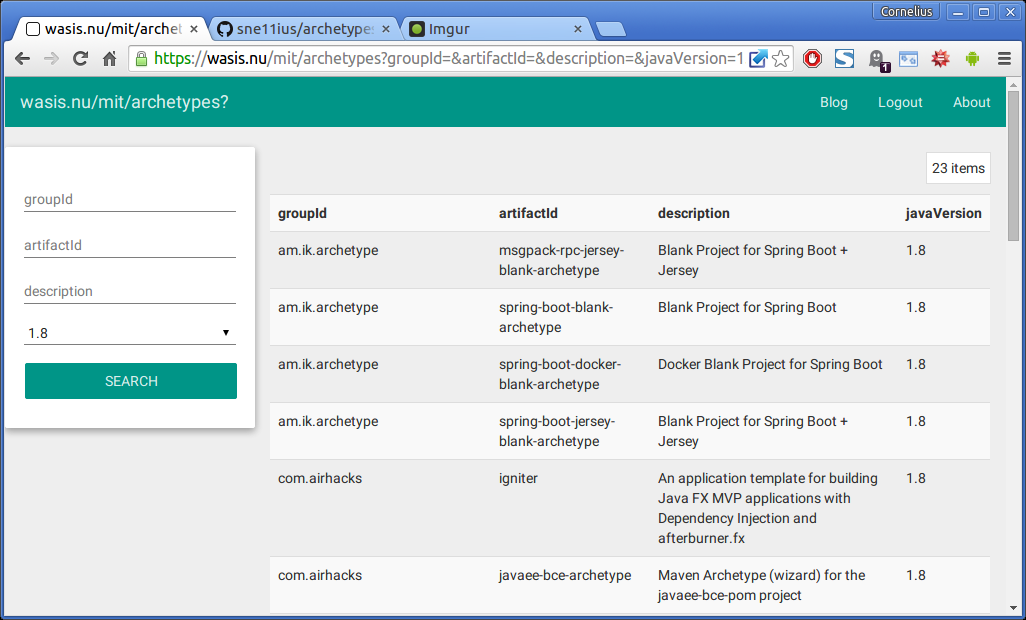 Cornelius
wasis.nu/mit/archet
sne11ius/archetypes
Imgur
https://wasis.nu/mit/archetypes?groupId=&artifactId=&description=&javaVersion=1
1
wasis.nu/mit/archetypes?
Blog
Logout
About
groupId
artifactId
description
1.8
SEARCH
23 items
groupId artifactId description javaVersion
am.ik.archetype msgpack-rpc-jersey- Blank Project for Spring Boot + 1.8
blank-archetype Jersey
am.ik.archetype spring-boot-blank- Blank Project for Spring Boot 1.8
archetype
am.ik.archetype spring-boot-docker- Docker Blank Project for Spring Boot 1.8
blank-archetype
am.ik.archetype spring-boot-jersey- Blank Project for Spring Boot + 1.8
blank-archetype Jersey
com.airhacks igniter An application template for building 1.8
Java FX MVP applications with
Dependency Injection and
afterburner.fx
com.airhacks javaee-bce-archetype Maven Archetype (wizard) for the 1.8
javaee-bce-pom project